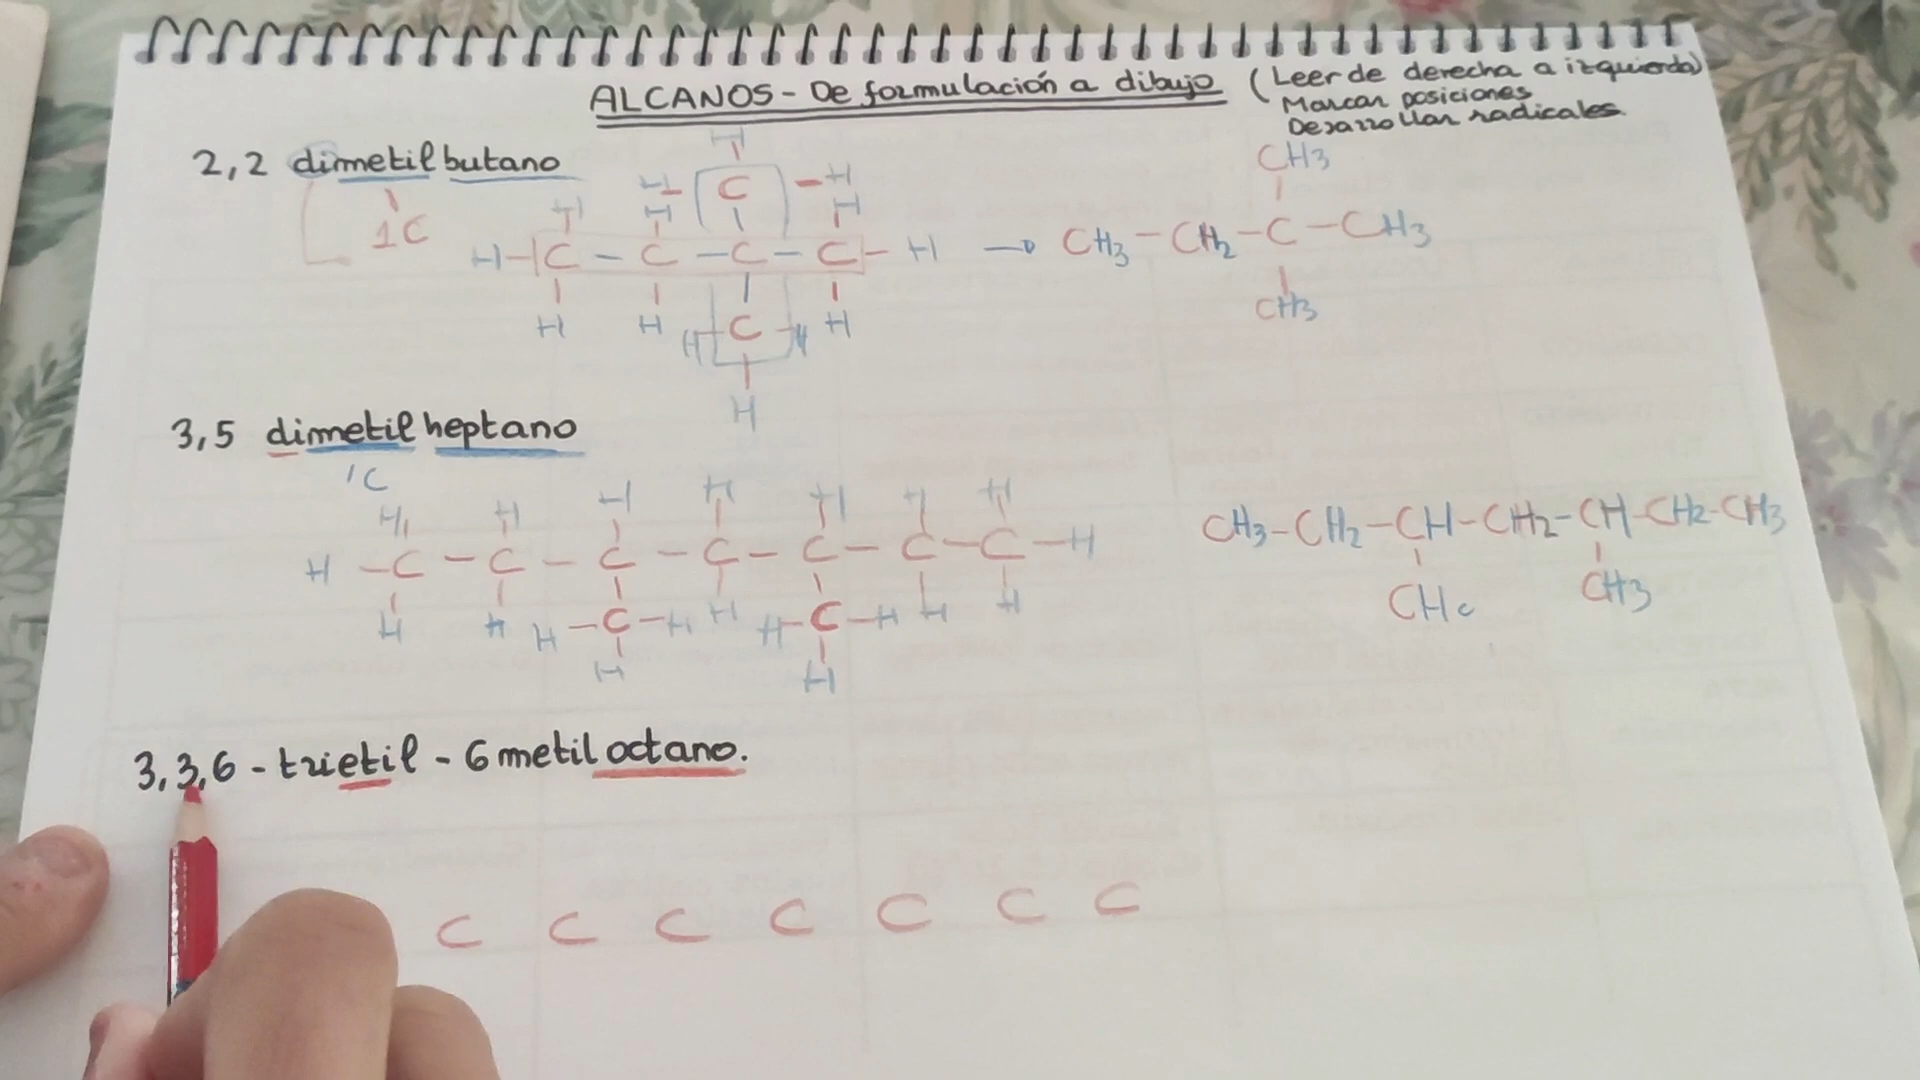 ALCANOS - De formulación a dibujo (Leer de derecha a izquierda)
Marcar posiciones
Desarrollar radicales
2,2 dimetil butano
1C
H
H - C - H
H H H
H - C - C - C - C - H
H H H
H - C - H
H
CH3
→ CH3 - CH2 - C - CH3
CH3
3,5 dimetil heptano
1C
H H H H H H H
H - C - C - C - C - C - C - C - H
H H H - C - H H H - C - H H H
H H
CH3 - CH2 - CH - CH2 - CH - CH2 - CH3
CHc CH3
3,3,6 - trietil - 6 metil octano.
C C C C C C C